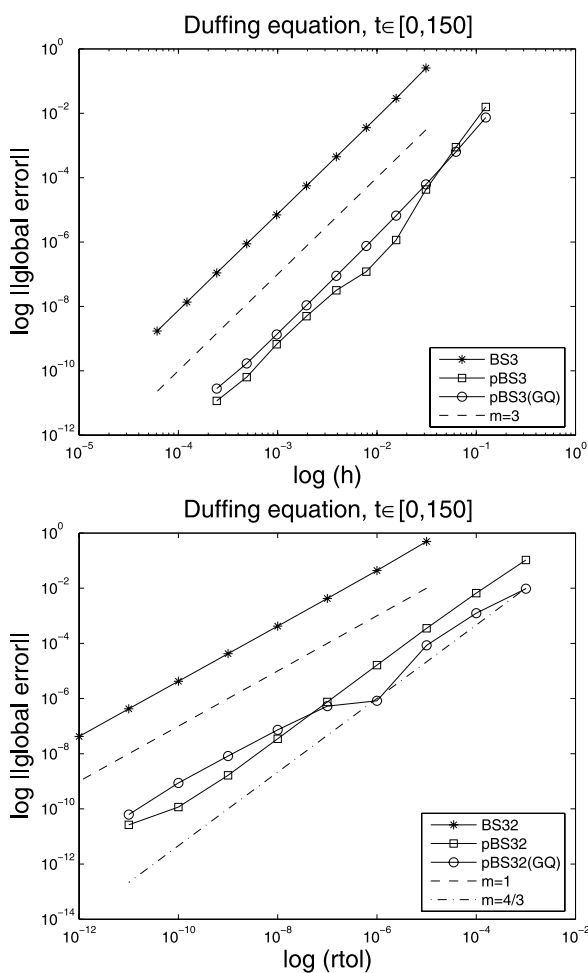 Duffing equation, t∈[0,150]
log ||global error||
10^0
10^−2
10^−4
10^−6
10^−8
10^−10
10^−12
BS3
pBS3
pBS3(GQ)
m=3
10^−5 10^−4 10^−3 10^−2 10^−1 10^0
log (h)
Duffing equation, t∈[0,150]
log ||global error||
10^0
10^−2
10^−4
10^−6
10^−8
10^−10
10^−12
10^−14
BS32
pBS32
pBS32(GQ)
m=1
m=4/3
10^−12 10^−10 10^−8 10^−6 10^−4 10^−2
log (rtol)